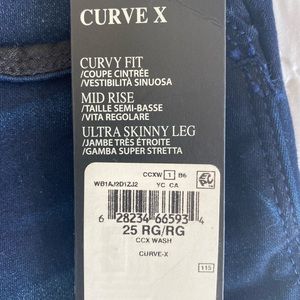 CURVE X
CURVY FIT
/COUPE CINTRÉE
/VESTIBILITÀ SINUOSA
MID RISE
/TAILLE SEMI-BASSE
/VITA REGOLARE
ULTRA SKINNY LEG
/JAMBE TRÈS ÉTROITE
/GAMBA SUPER STRETTA
CCXW 1 B6
WB1AJ2D1ZJ2 YC CA
6 28234 66593 4
25 RG/RG
CCX WASH
CURVE-X
115